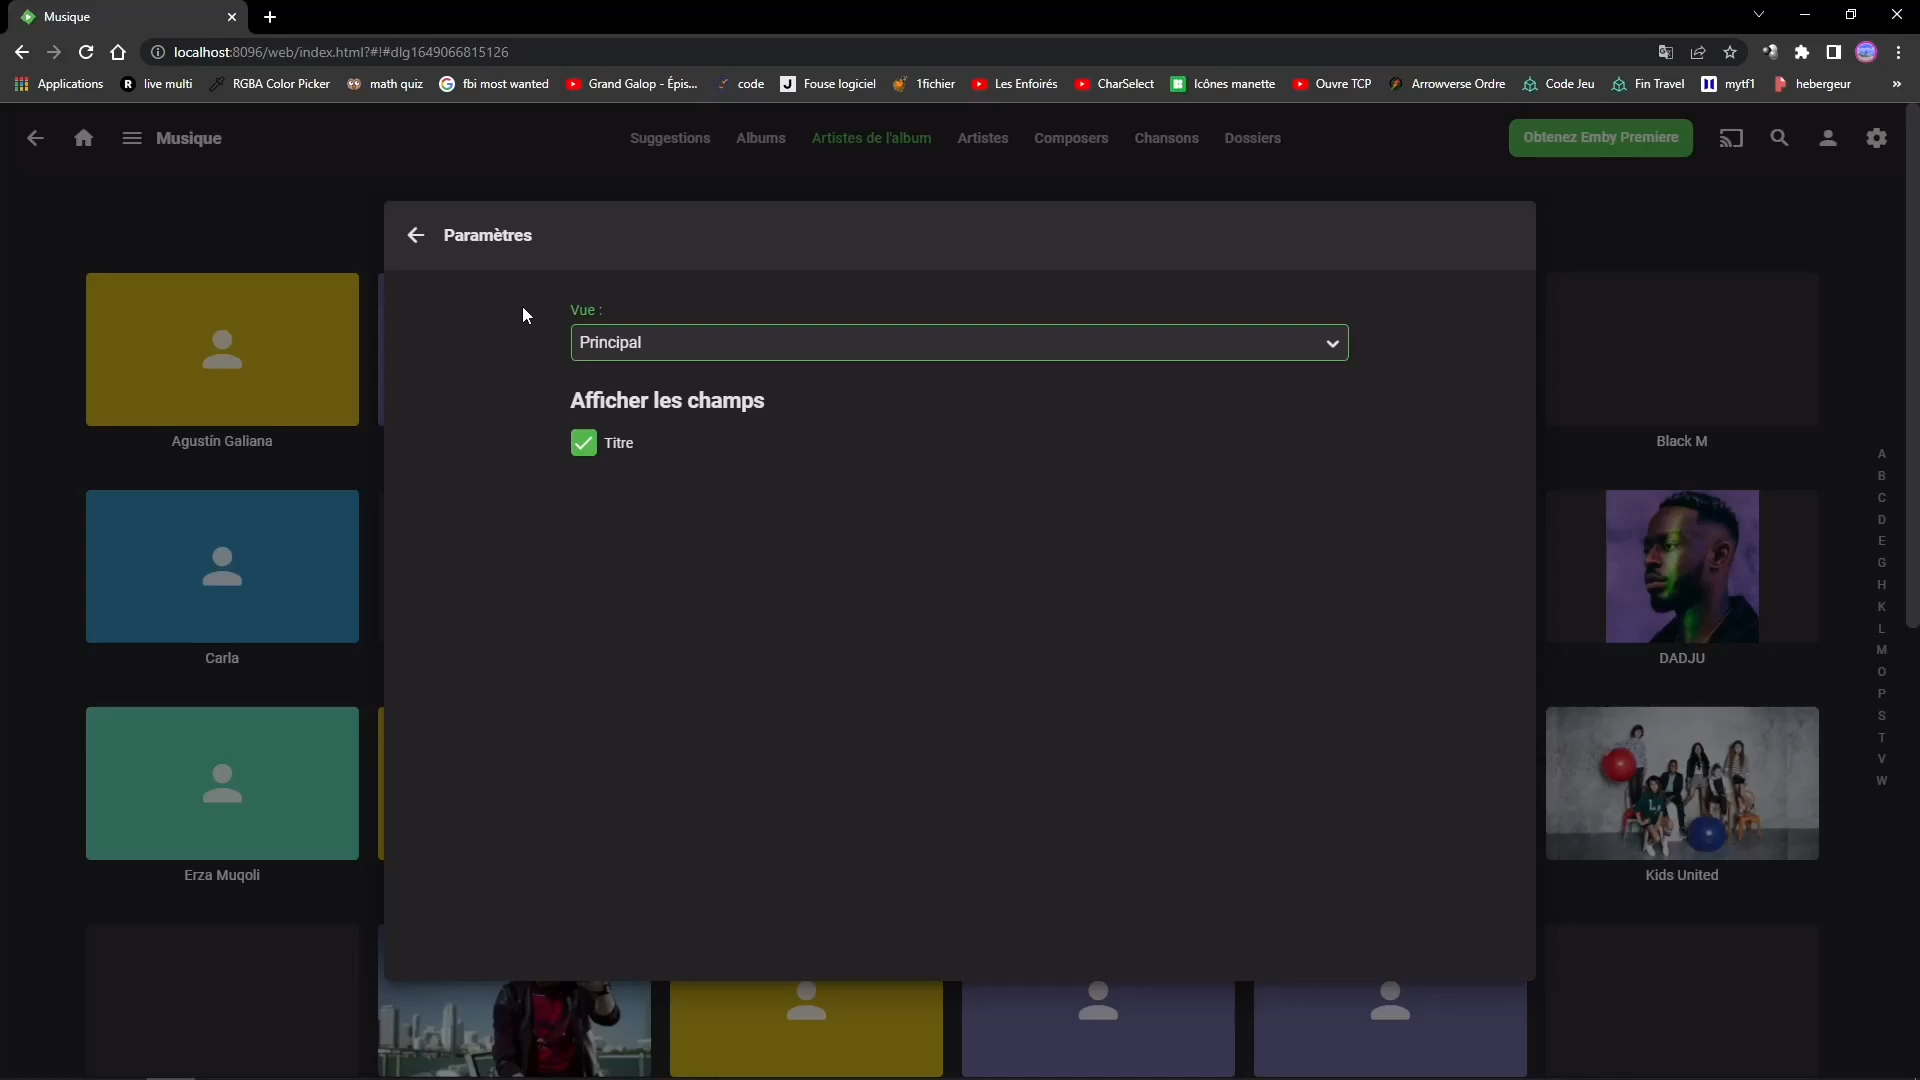 Musique
localhost:8096/web/index.html?#!#dlg1649066815126
Applications R live multi RGBA Color Picker math quiz fbi most wanted Grand Galop - Épis... code J Fouse logiciel 1fichier Les Enfoirés CharSelect Icônes manette Ouvre TCP Arrowverse Ordre Code Jeu Fin Travel mytf1 hebergeur »
Musique Suggestions Albums Artistes de l'album Artistes Composers Chansons Dossiers Obtenez Emby Premiere
Paramètres
Vue :
Principal
Afficher les champs
Titre
Agustín Galiana
Black M
Carla
DADJU
Erza Muqoli
Kids United
A
B
C
D
E
G
H
K
L
M
O
P
S
T
V
W